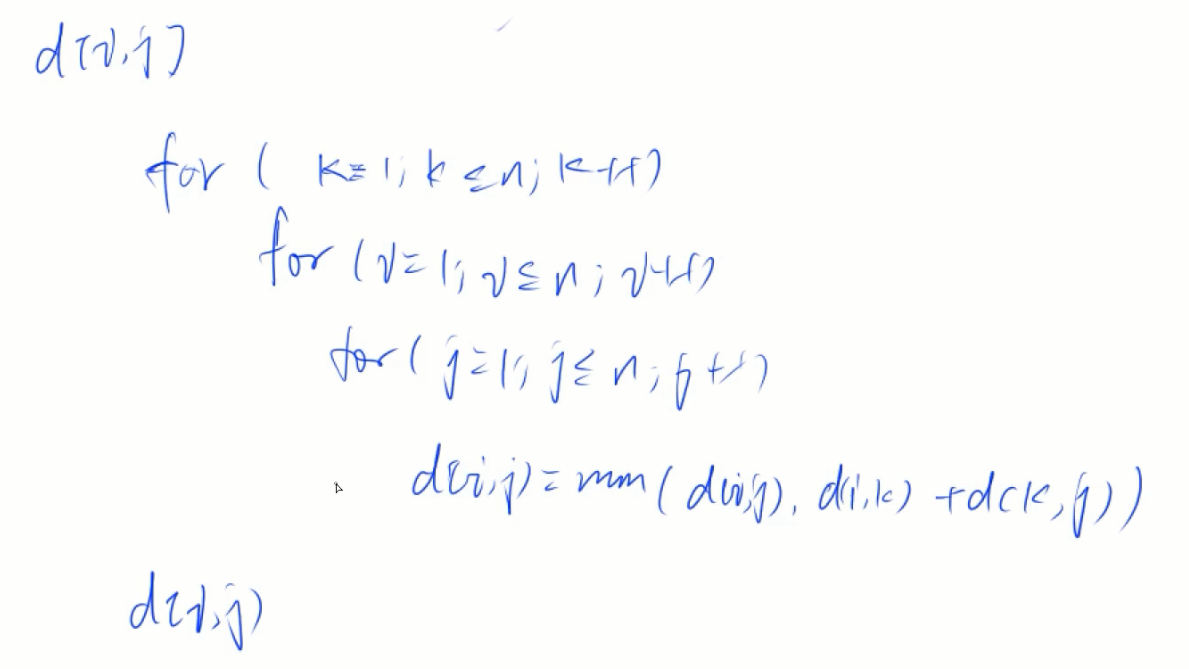 d[i,j]
for ( k=1; k≤n; k++)
for (i=1; i≤n; i++)
for( j=1; j≤n; j++)
d(i,j)=min( d(i,j), d(i,k) +d(k,j))
d[i,j)